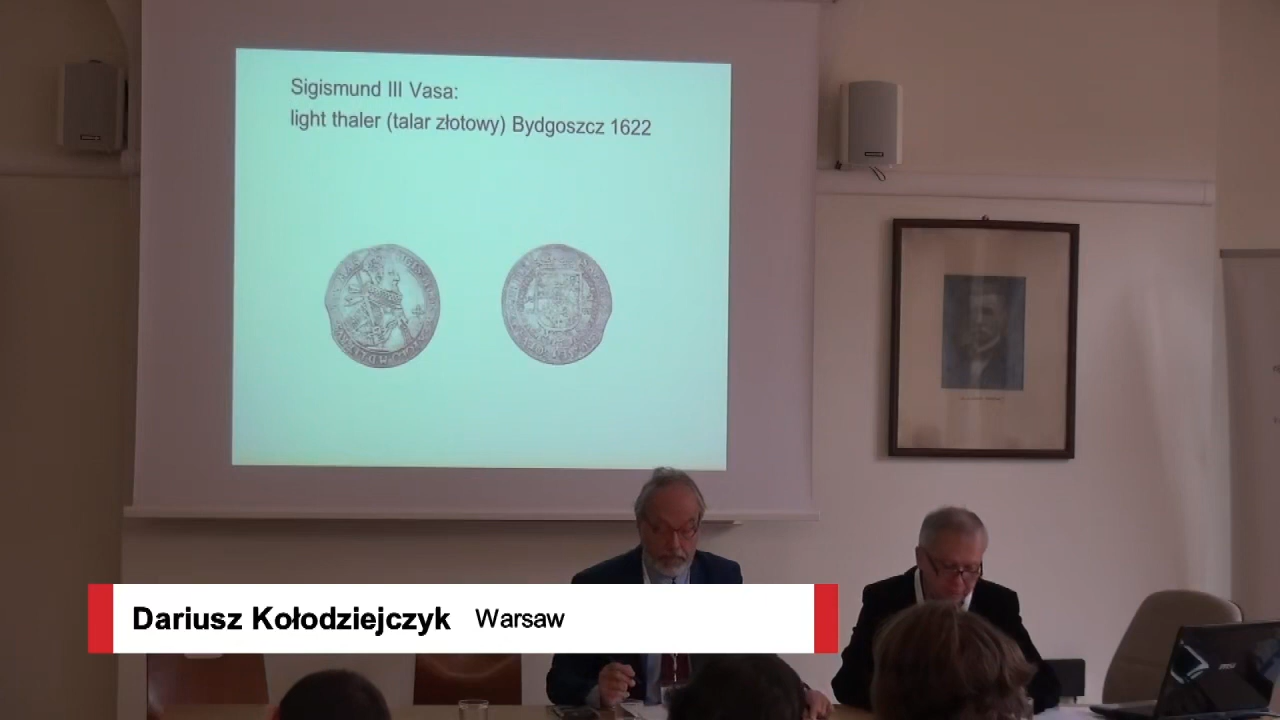 Sigismund III Vasa:
light thaler (talar złotowy) Bydgoszcz 1622
Dariusz Kołodziejczyk Warsaw